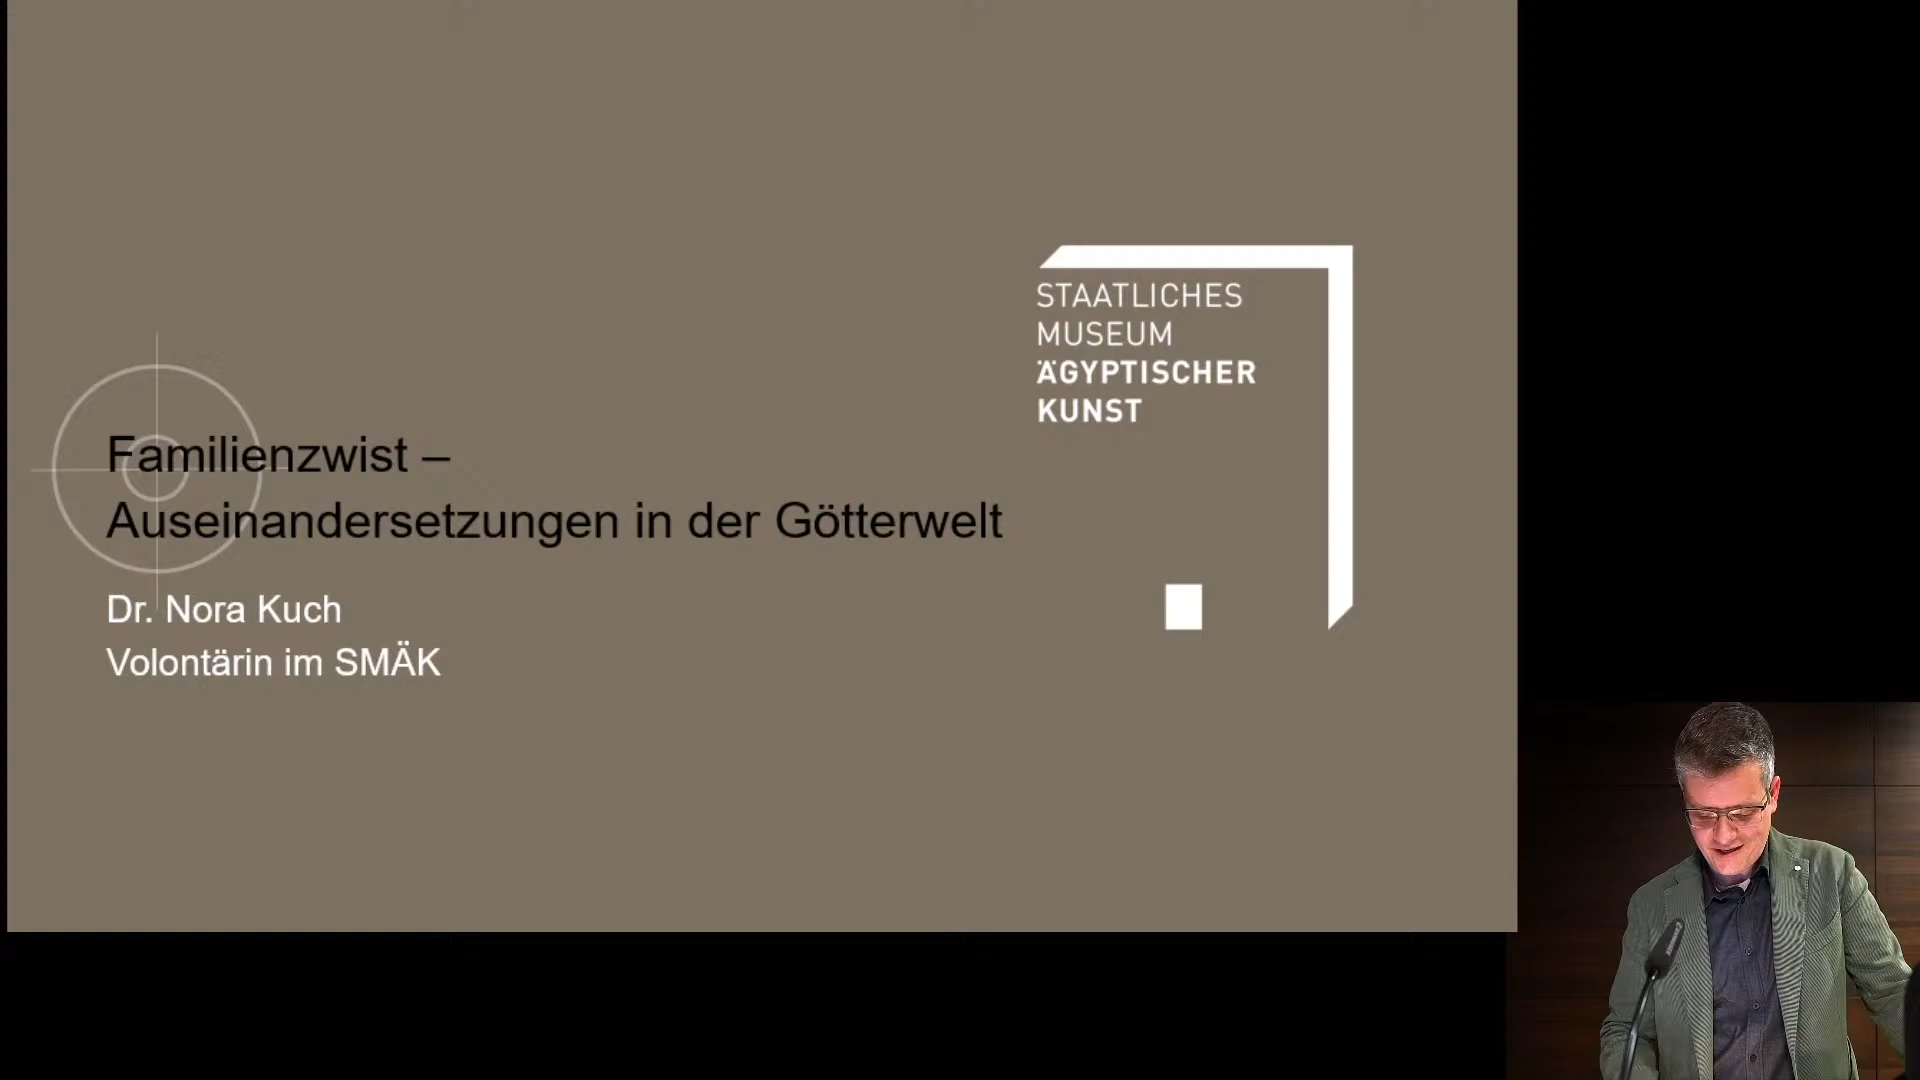 STAATLICHES
MUSEUM
ÄGYPTISCHER
KUNST
Familienzwist –
Auseinandersetzungen in der Götterwelt
Dr. Nora Kuch
Volontärin im SMÄK